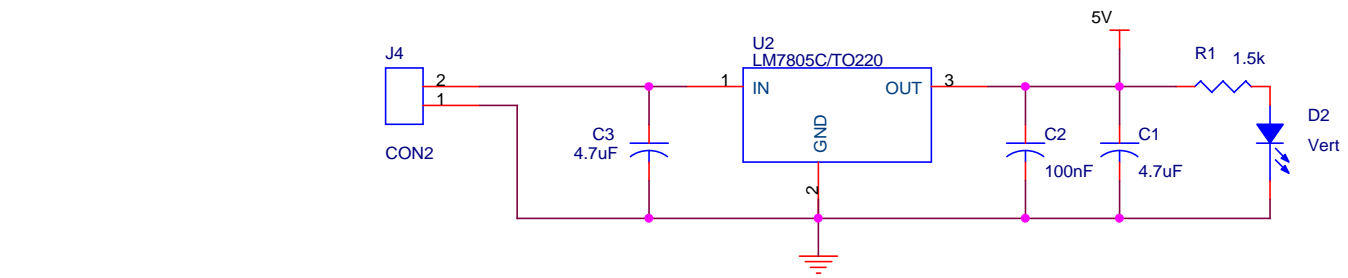 5V
J4
U2
LM7805C/TO220
R1
1.5k
2
1
1
IN
OUT
3
GND
2
C3
4.7uF
C2
100nF
C1
4.7uF
D2
Vert
CON2